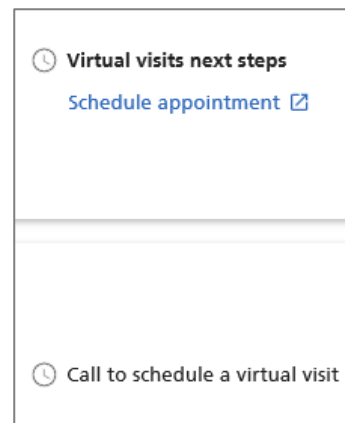 Virtual visits next steps
Schedule appointment
Call to schedule a virtual visit